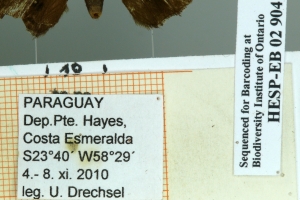 PARAGUAY
Dep.Pte. Hayes,
Costa Esmeralda
S23°40´ W58°29´
4.- 8. xi. 2010
leg. U. Drechsel
Sequenced for Barcoding at
Biodiversity Institute of Ontario
HESP-EB 02 904